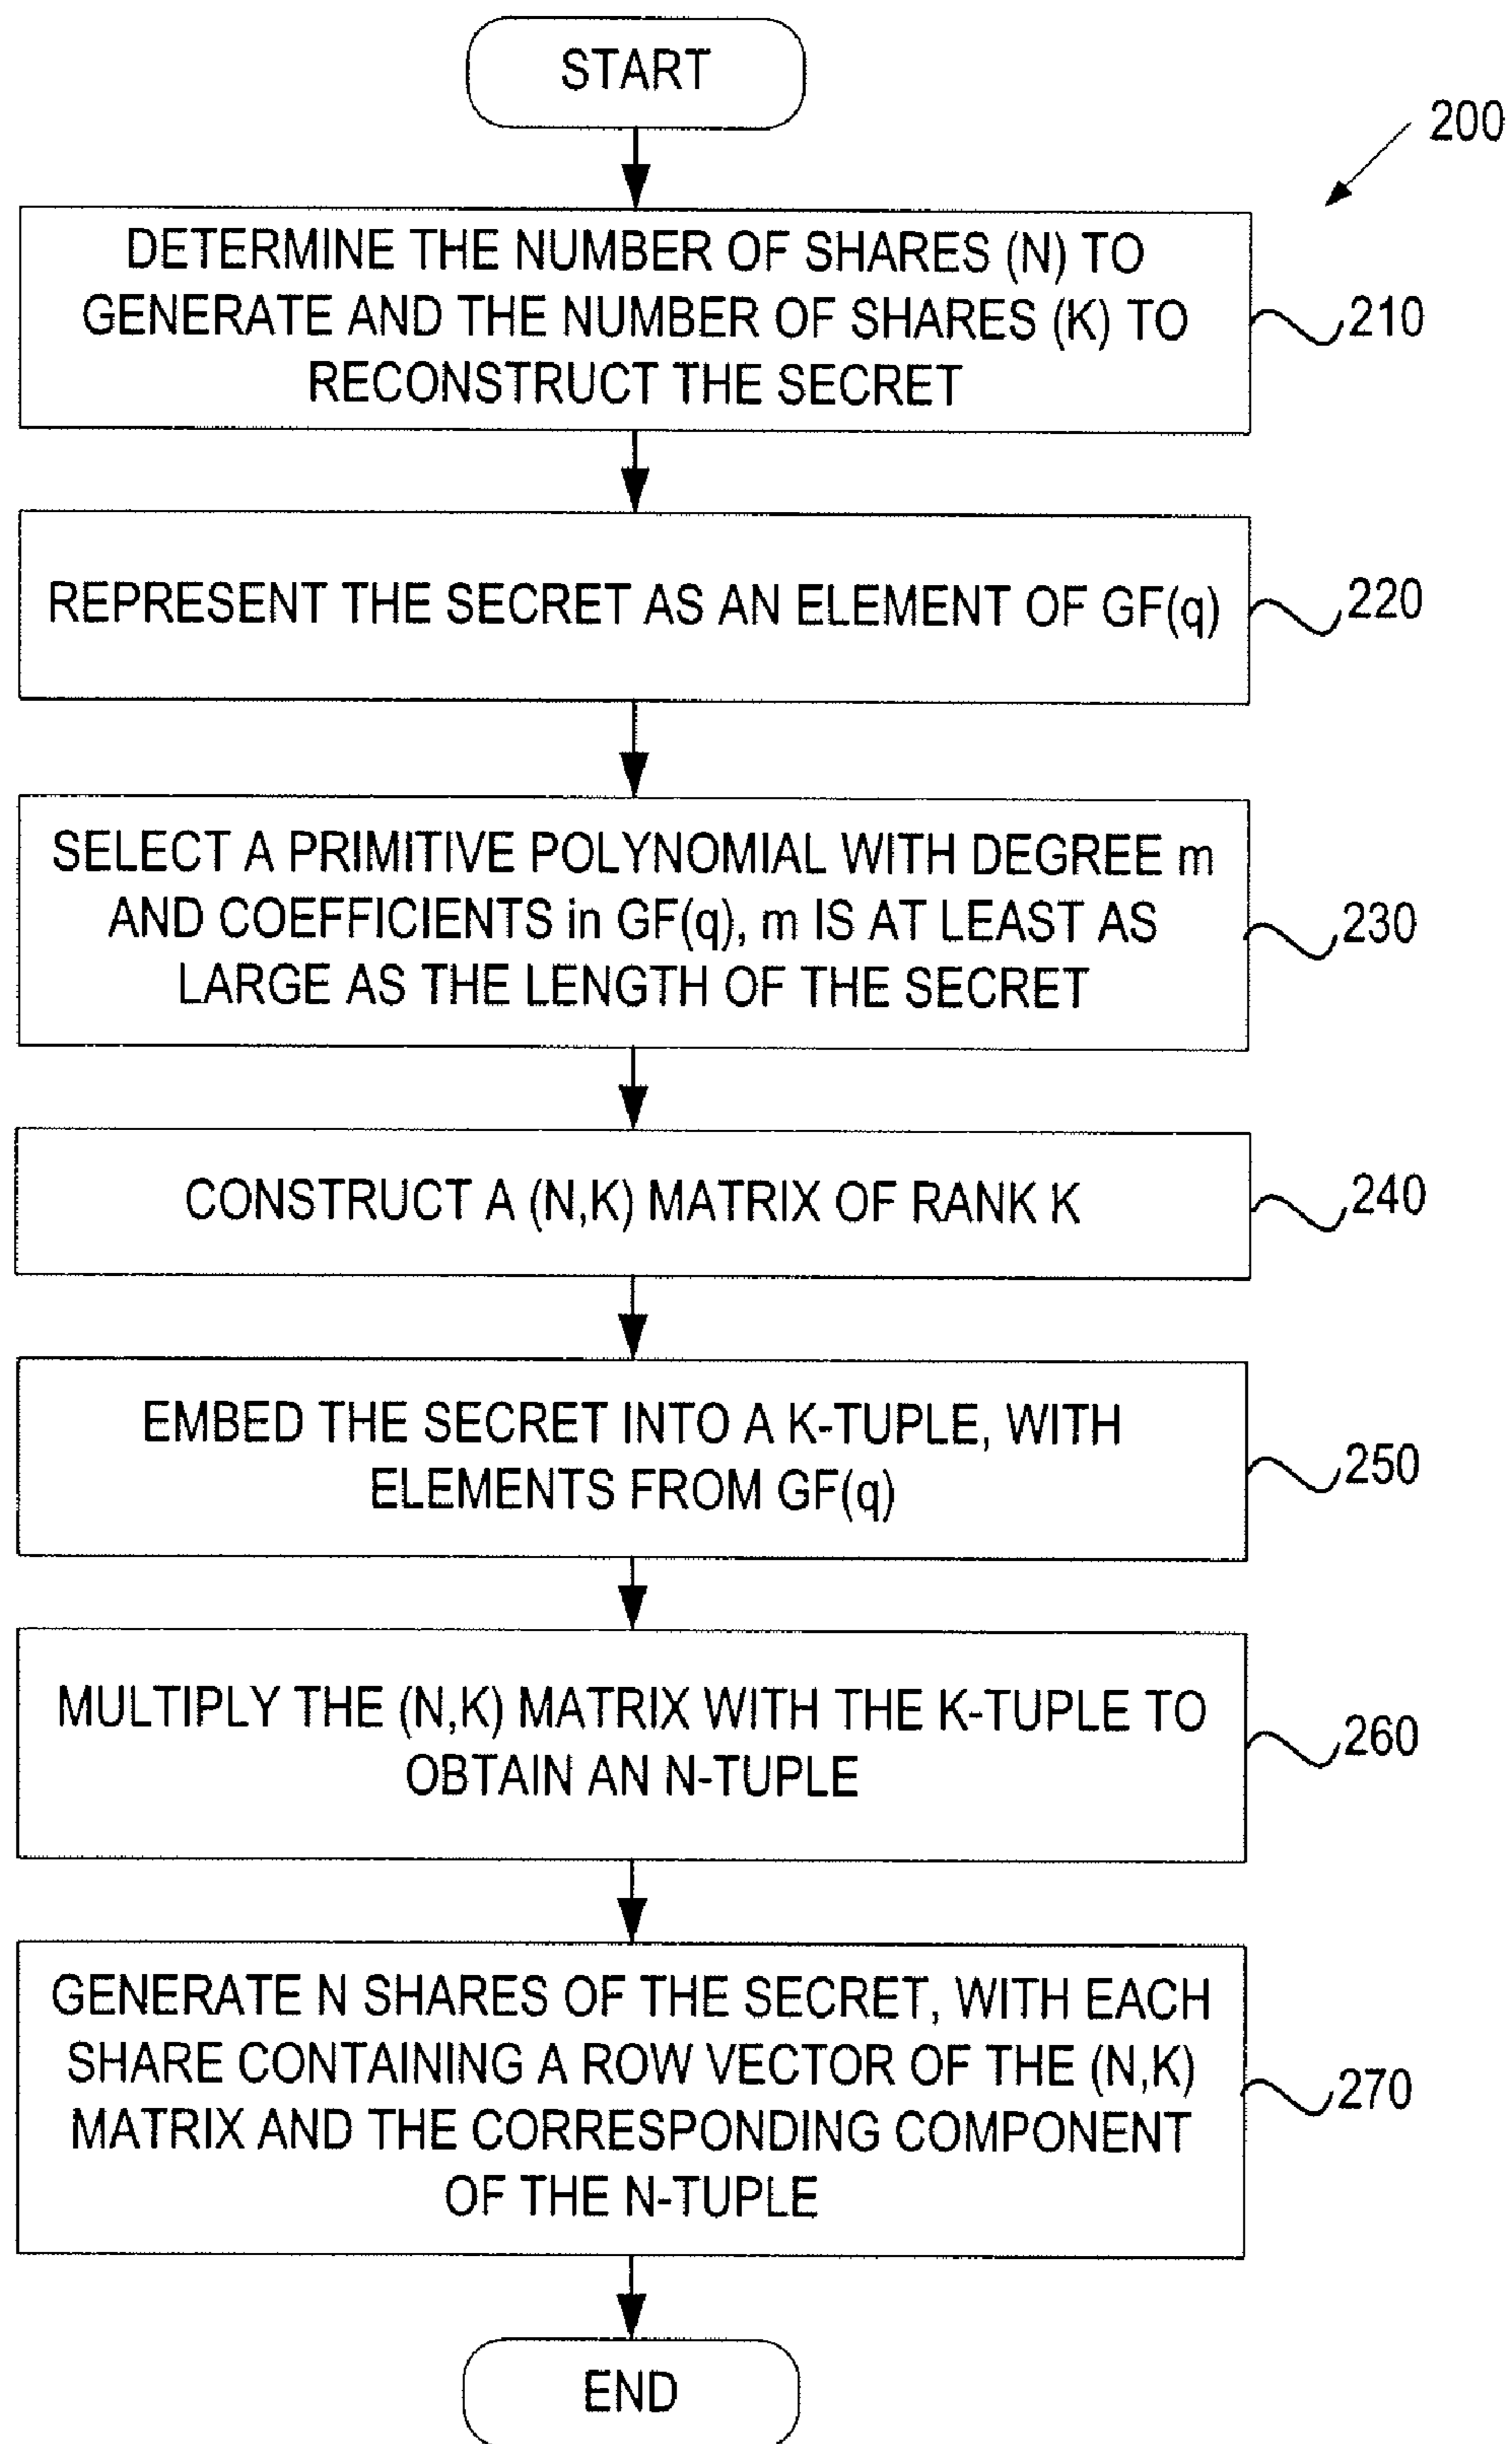 START
200
DETERMINE THE NUMBER OF SHARES (N) TO
GENERATE AND THE NUMBER OF SHARES (K) TO
RECONSTRUCT THE SECRET
210
REPRESENT THE SECRET AS AN ELEMENT OF GF(q)
220
SELECT A PRIMITIVE POLYNOMIAL WITH DEGREE m
AND COEFFICIENTS in GF(q), m IS AT LEAST AS
LARGE AS THE LENGTH OF THE SECRET
230
CONSTRUCT A (N,K) MATRIX OF RANK K
240
EMBED THE SECRET INTO A K-TUPLE, WITH
ELEMENTS FROM GF(q)
250
MULTIPLY THE (N,K) MATRIX WITH THE K-TUPLE TO
OBTAIN AN N-TUPLE
260
GENERATE N SHARES OF THE SECRET, WITH EACH
SHARE CONTAINING A ROW VECTOR OF THE (N,K)
MATRIX AND THE CORRESPONDING COMPONENT
OF THE N-TUPLE
270
END